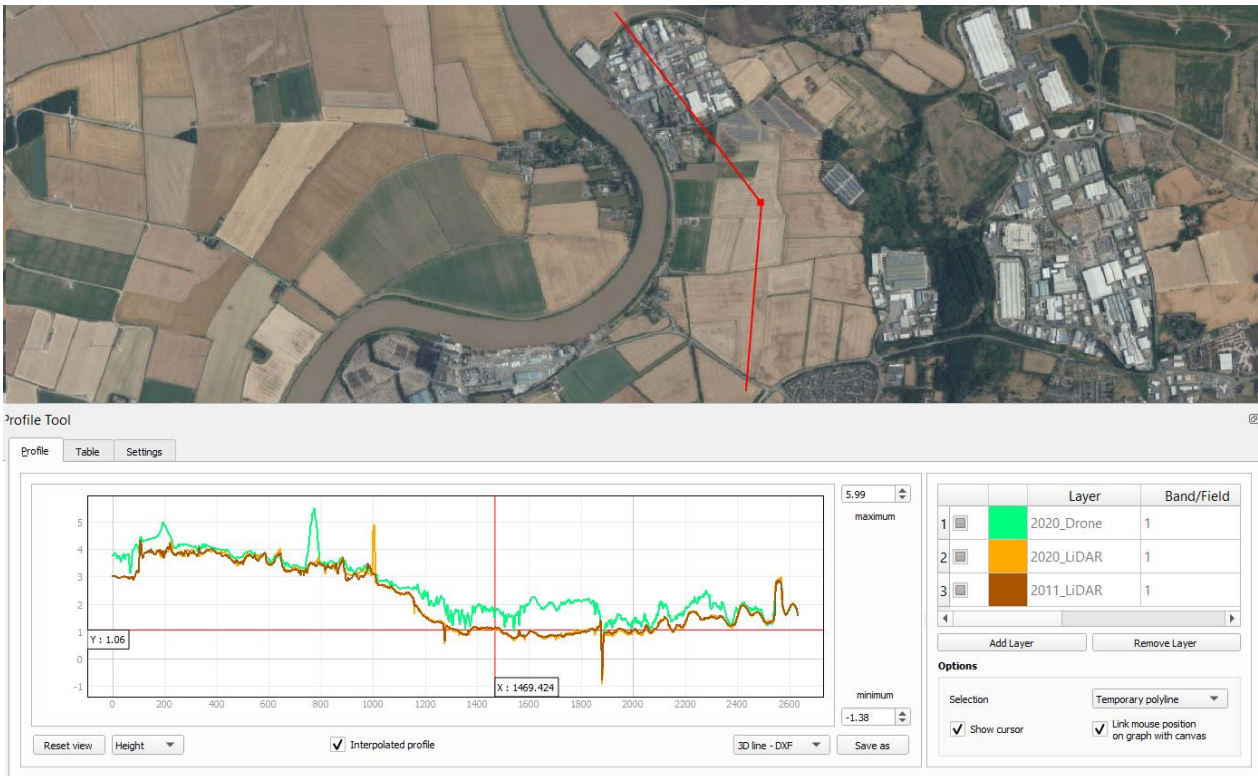 Profile Tool
Profile Table Settings
5
4
3
2
1
0
-1
Y : 1.06
X : 1469.424
0 200 400 600 800 1000 1200 1400 1600 1800 2000 2200 2400 2600
5.99
maximum
minimum
-1.38
Reset view Height Interpolated profile 3D line - DXF Save as
Layer Band/Field
1 2020_Drone 1
2 2020_LiDAR 1
3 2011_LiDAR 1
Add Layer Remove Layer
Options
Selection Temporary polyline
Show cursor Link mouse position
on graph with canvas